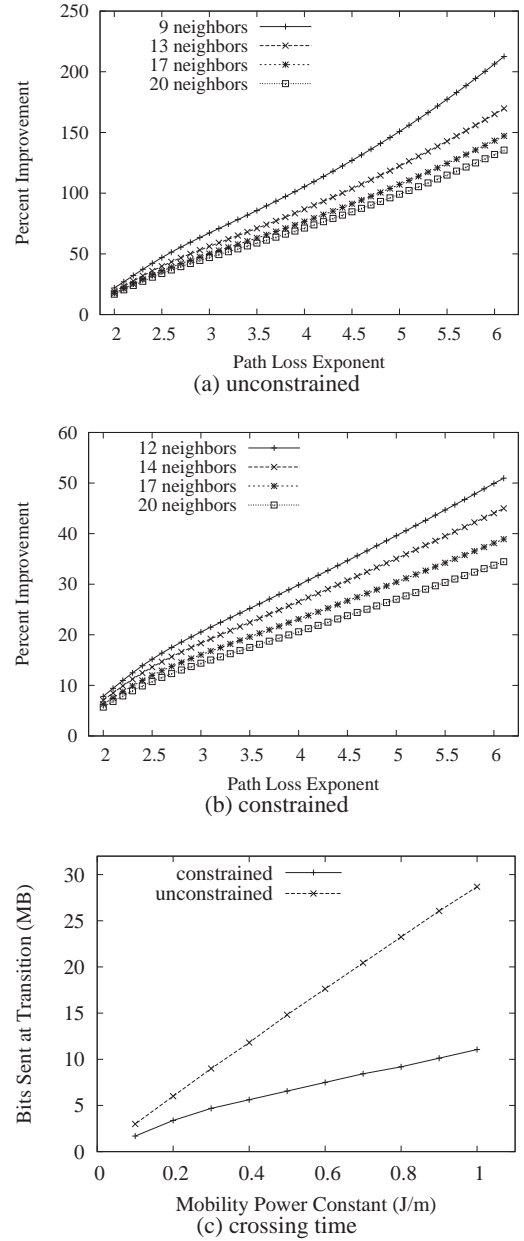 250
200
150
100
50
0
Percent Improvement
9 neighbors
13 neighbors
17 neighbors
20 neighbors
2 2.5 3 3.5 4 4.5 5 5.5 6
Path Loss Exponent
(a) unconstrained
60
50
40
30
20
10
0
Percent Improvement
12 neighbors
14 neighbors
17 neighbors
20 neighbors
2 2.5 3 3.5 4 4.5 5 5.5 6
Path Loss Exponent
(b) constrained
30
25
20
15
10
5
0
Bits Sent at Transition (MB)
constrained
unconstrained
0 0.2 0.4 0.6 0.8 1
Mobility Power Constant (J/m)
(c) crossing time